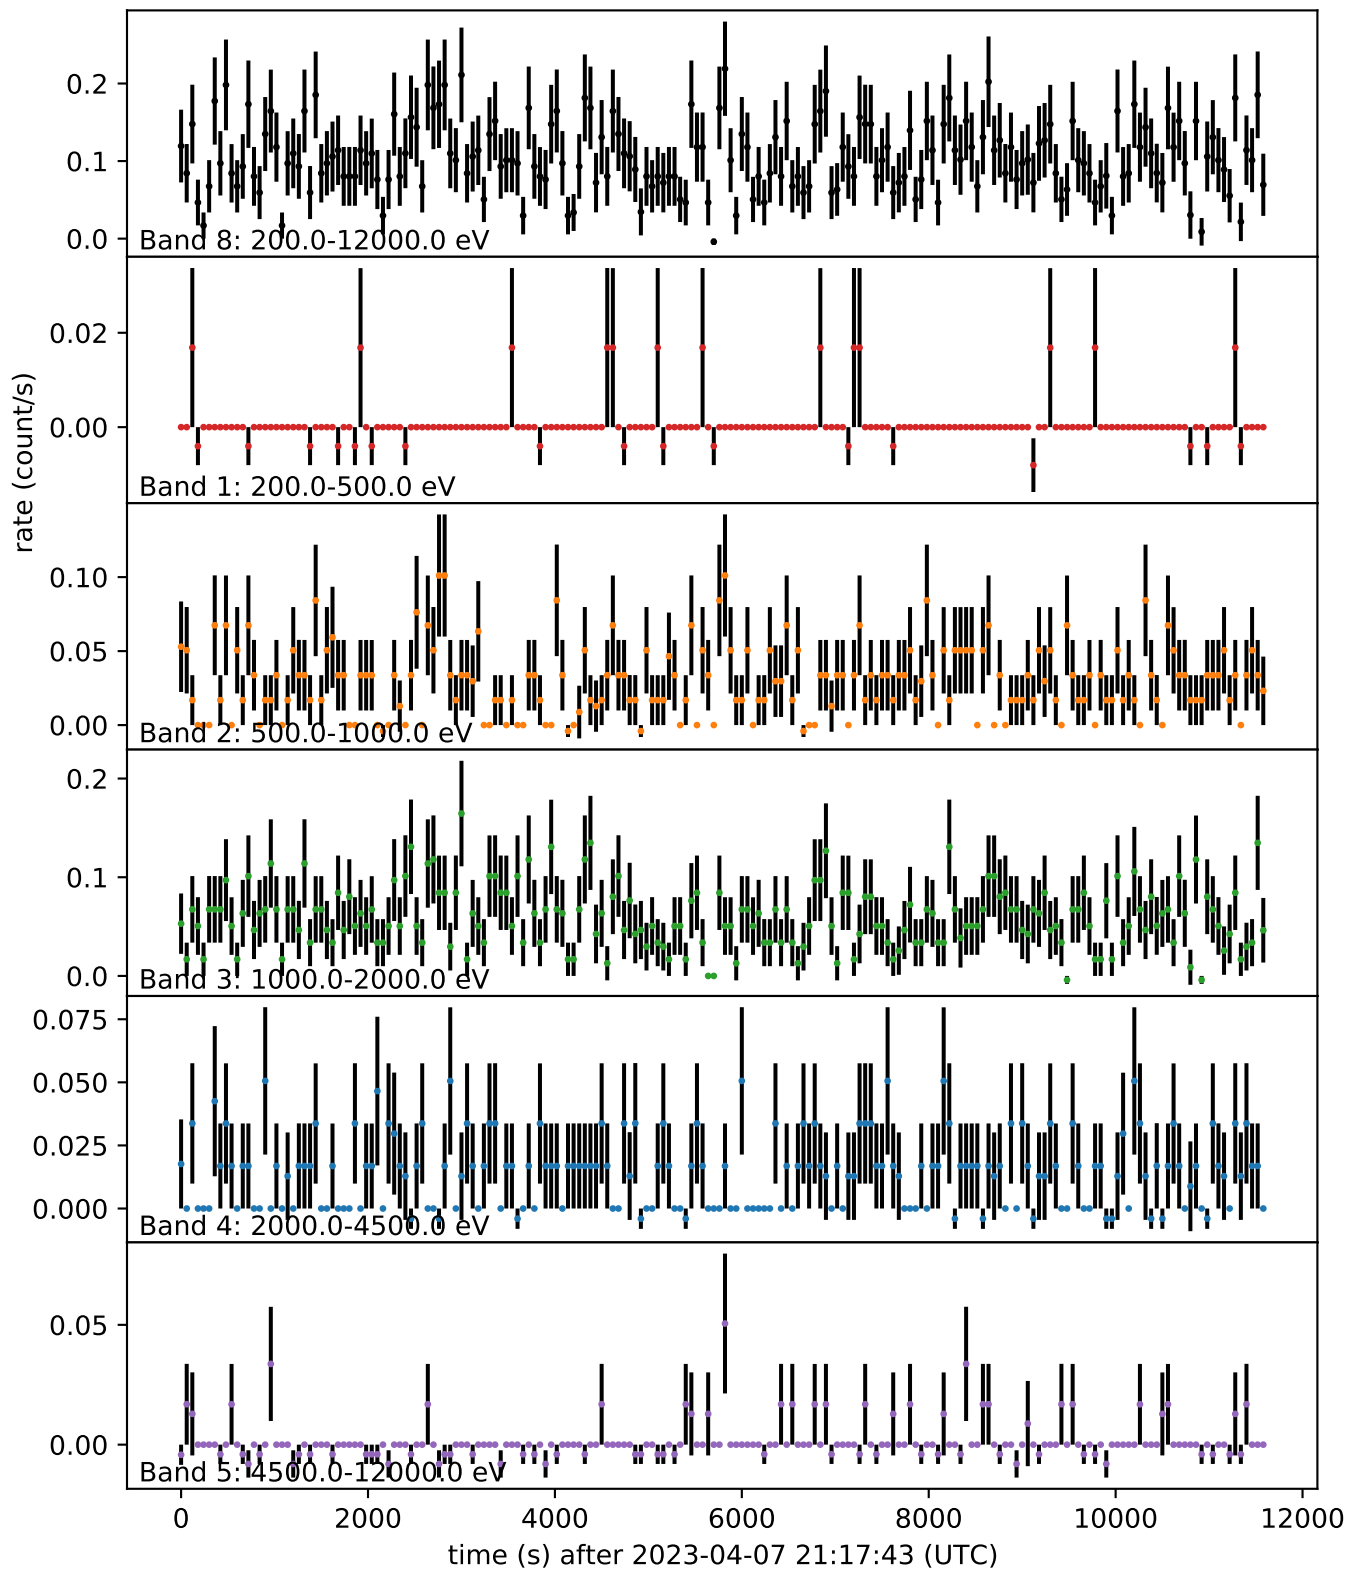 0.2
0.1
0.0
Band 8: 200.0-12000.0 eV
0.02
0.00
Band 1: 200.0-500.0 eV
rate (count/s)
0.10
0.05
0.00
Band 2: 500.0-1000.0 eV
0.2
0.1
0.0
Band 3: 1000.0-2000.0 eV
0.075
0.050
0.025
0.000
Band 4: 2000.0-4500.0 eV
0.05
0.00
Band 5: 4500.0-12000.0 eV
0 2000 4000 6000 8000 10000 12000
time (s) after 2023-04-07 21:17:43 (UTC)